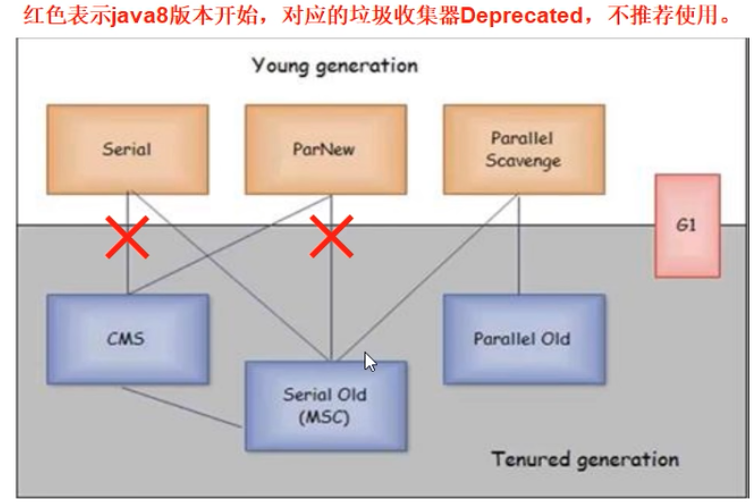 红色表示java8版本开始，对应的垃圾收集器Deprecated，不推荐使用。
Young generation
Serial
ParNew
Parallel
Scavenge
G1
CMS
Parallel Old
Serial Old
(MSC)
Tenured generation